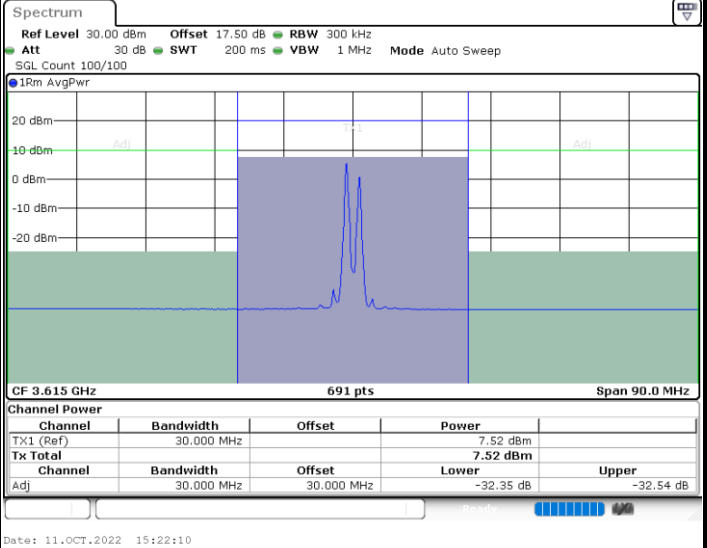 Spectrum
Ref Level 30.00 dBm Offset 17.50 dB RBW 300 kHz
Att 30 dB SWT 200 ms VBW 1 MHz Mode Auto Sweep
SGL Count 100/100
1Rm AvgPwr
20 dBm
TX1
Adj Adj
10 dBm
0 dBm
-10 dBm
-20 dBm
CF 3.615 GHz 691 pts Span 90.0 MHz
Channel Power
Channel Bandwidth Offset Power
TX1 (Ref) 30.000 MHz 7.52 dBm
Tx Total 7.52 dBm
Channel Bandwidth Offset Lower Upper
Adj 30.000 MHz 30.000 MHz -32.35 dB -32.54 dB
Ready
Date: 11.OCT.2022 15:22:10